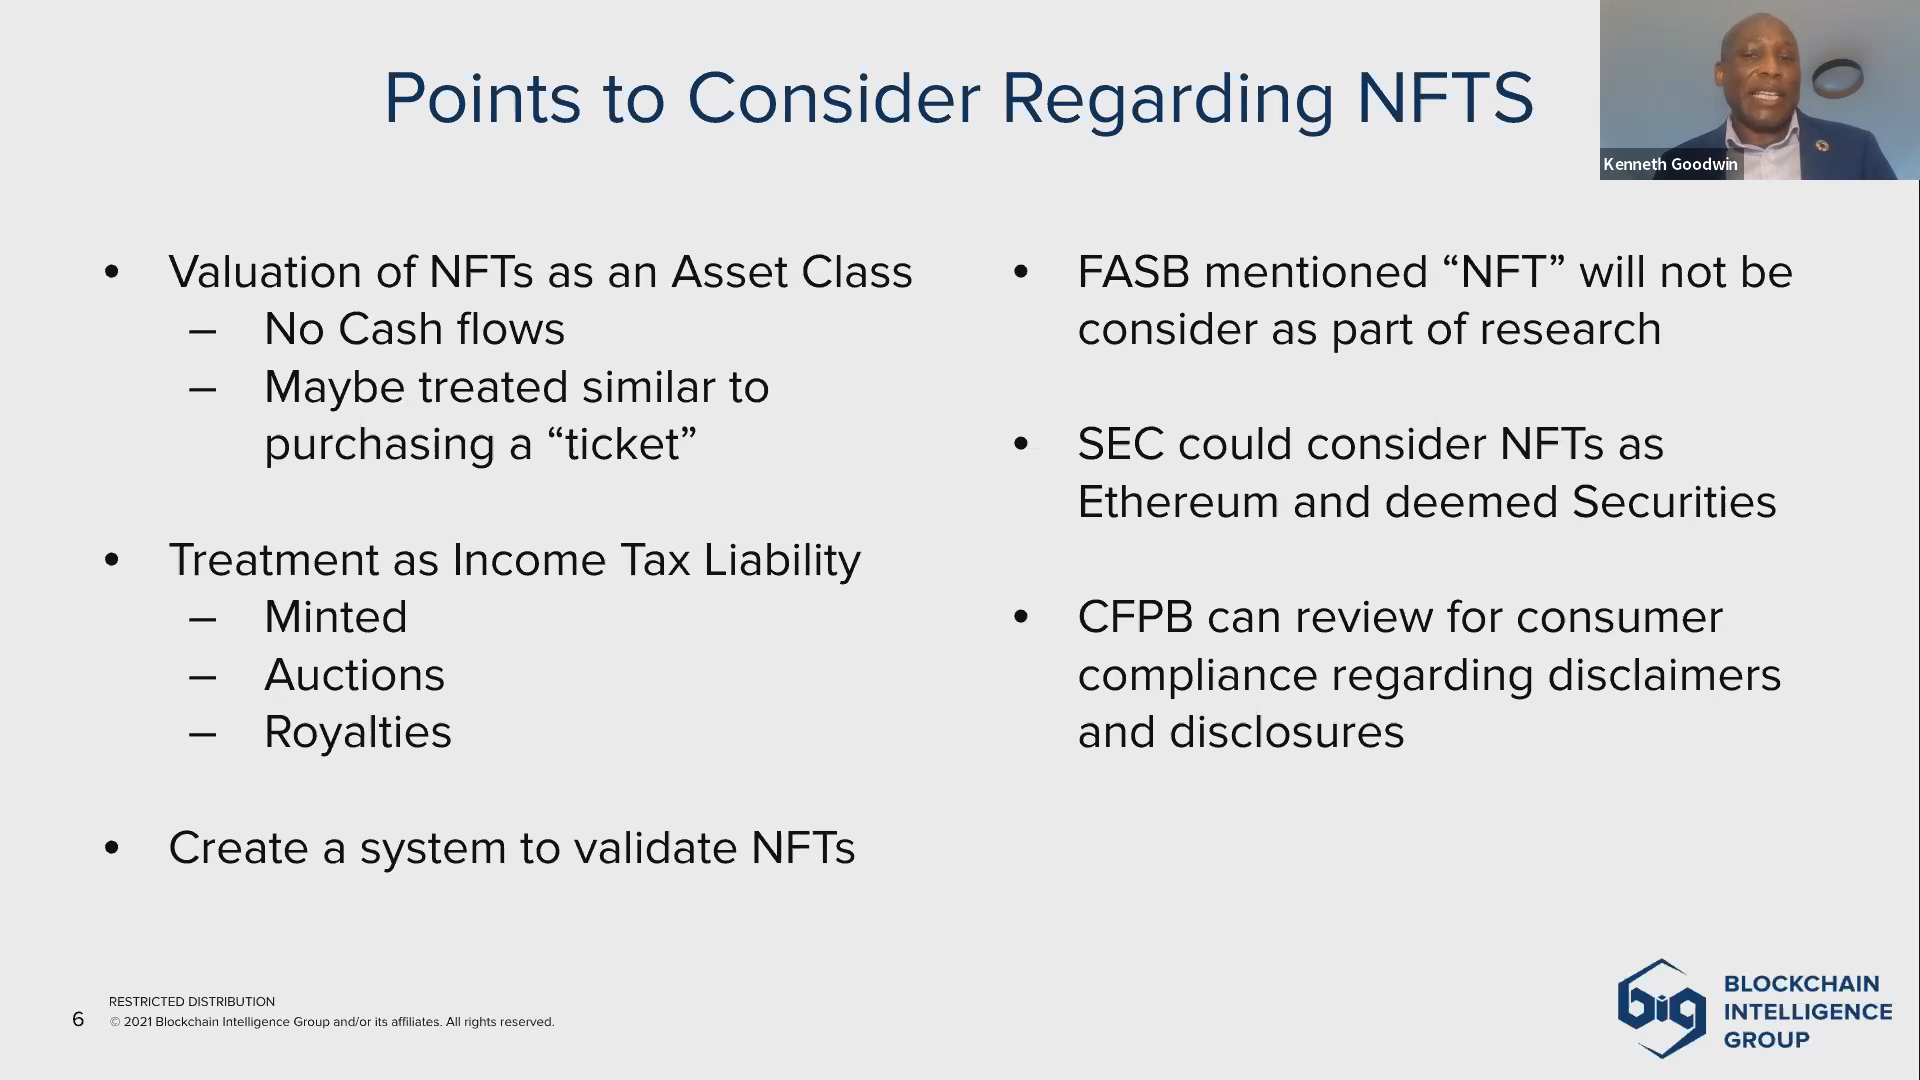 Points to Consider Regarding NFTS
Kenneth Goodwin
• Valuation of NFTs as an Asset Class
– No Cash flows
– Maybe treated similar to
purchasing a “ticket”
• Treatment as Income Tax Liability
– Minted
– Auctions
– Royalties
• Create a system to validate NFTs
• FASB mentioned “NFT” will not be
consider as part of research
• SEC could consider NFTs as
Ethereum and deemed Securities
• CFPB can review for consumer
compliance regarding disclaimers
and disclosures
RESTRICTED DISTRIBUTION
6 © 2021 Blockchain Intelligence Group and/or its affiliates. All rights reserved.
big
BLOCKCHAIN
INTELLIGENCE
GROUP